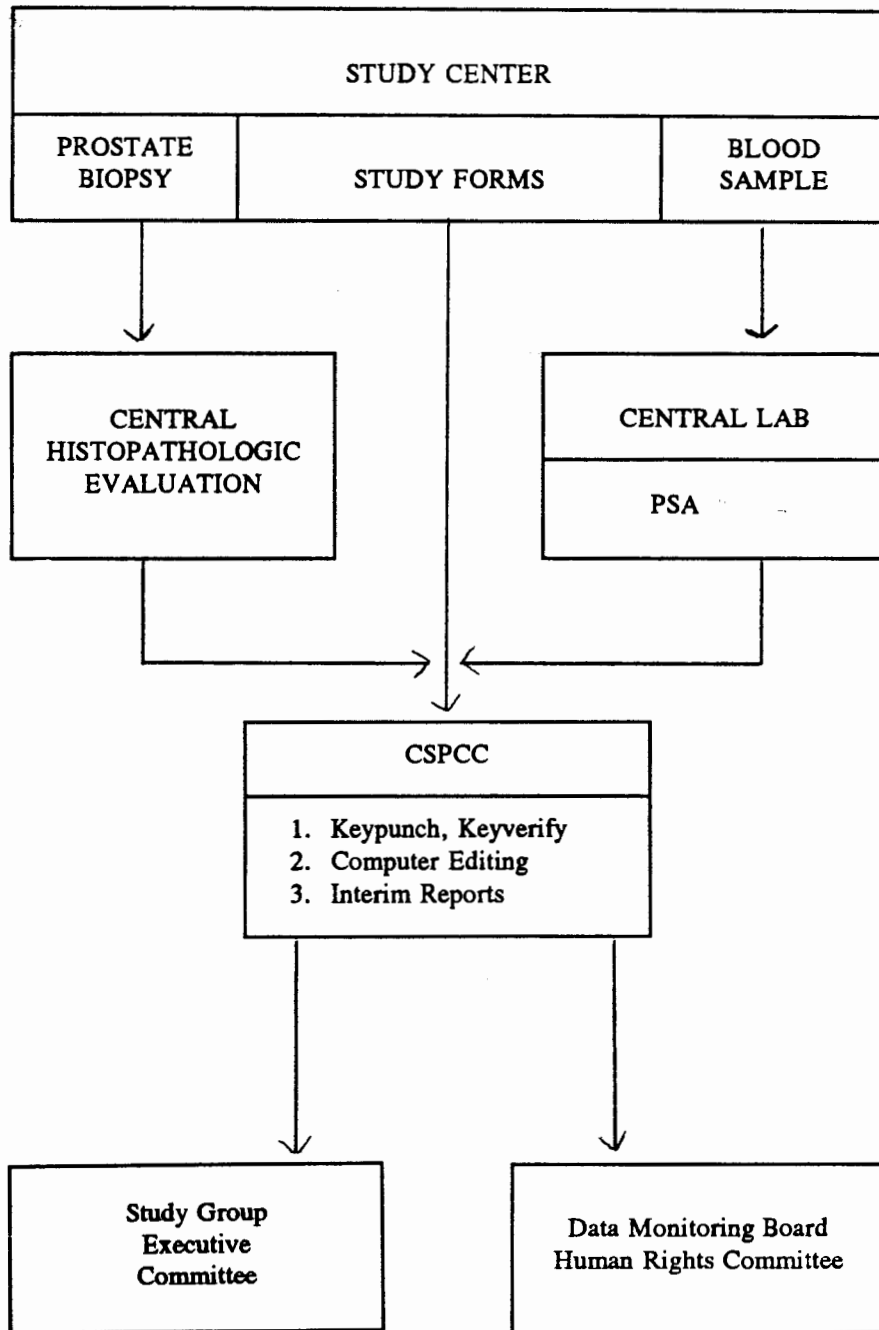 STUDY CENTER
PROSTATE
BIOPSY
STUDY FORMS
BLOOD
SAMPLE
CENTRAL
HISTOPATHOLOGIC
EVALUATION
CENTRAL LAB
PSA
CSPCC
1. Keypunch, Keyverify
2. Computer Editing
3. Interim Reports
Study Group
Executive
Committee
Data Monitoring Board
Human Rights Committee